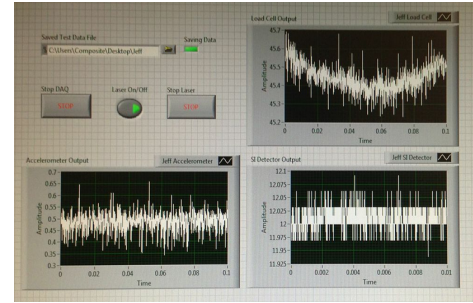 Saved Test Data File
C:\Users\Composite\Desktop\Jeff
Saving Data
Stop DAQ
Laser On/Off
Stop Laser
STOP
STOP
Load Cell Output
Jeff Load Cell
Amplitude
45.7
45.6
45.5
45.4
45.3
45.2
0 0.02 0.04 0.06 0.08 0.1
Time
Accelerometer Output
Jeff Accelerometer
Amplitude
0.7
0.65
0.6
0.55
0.5
0.45
0.4
0.35
0.3
0 0.02 0.04 0.06 0.08 0.1
Time
SI Detector Output
Jeff SI Detector
Amplitude
12.1
12.075
12.05
12.025
12
11.975
11.95
11.925
0 0.002 0.004 0.006 0.008 0.01
Time